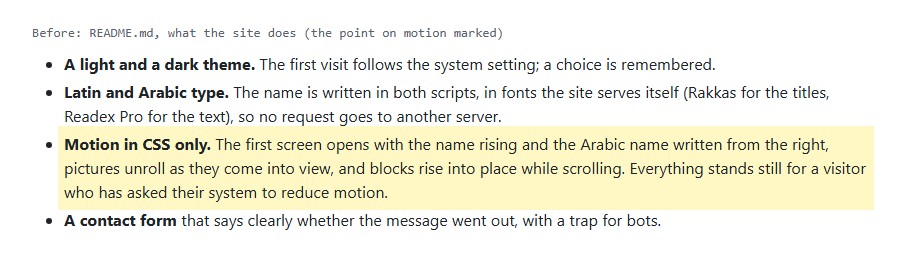 Before: README.md, what the site does (the point on motion marked)
• A light and a dark theme. The first visit follows the system setting; a choice is remembered.
• Latin and Arabic type. The name is written in both scripts, in fonts the site serves itself (Rakkas for the titles,
Readex Pro for the text), so no request goes to another server.
• Motion in CSS only. The first screen opens with the name rising and the Arabic name written from the right,
pictures unroll as they come into view, and blocks rise into place while scrolling. Everything stands still for a visitor
who has asked their system to reduce motion.
• A contact form that says clearly whether the message went out, with a trap for bots.